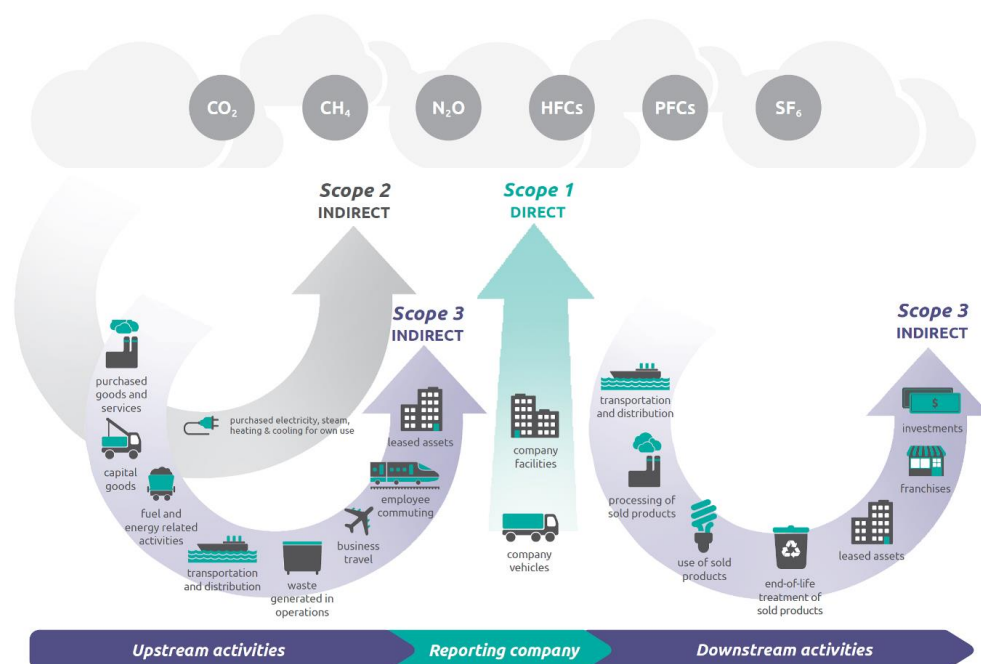 CO₂
CH₄
N₂O
HFCs
PFCs
SF₆
Scope 2
INDIRECT
Scope 1
DIRECT
Scope 3
INDIRECT
Scope 3
INDIRECT
purchased
goods and
services
capital
goods
fuel and
energy related
activities
transportation
and distribution
waste
generated in
operations
business
travel
employee
commuting
leased assets
purchased electricity, steam,
heating & cooling for own use
company
facilities
company
vehicles
transportation
and distribution
processing of
sold products
use of sold
products
end-of-life
treatment of
sold products
leased assets
franchises
$
investments
Upstream activities
Reporting company
Downstream activities